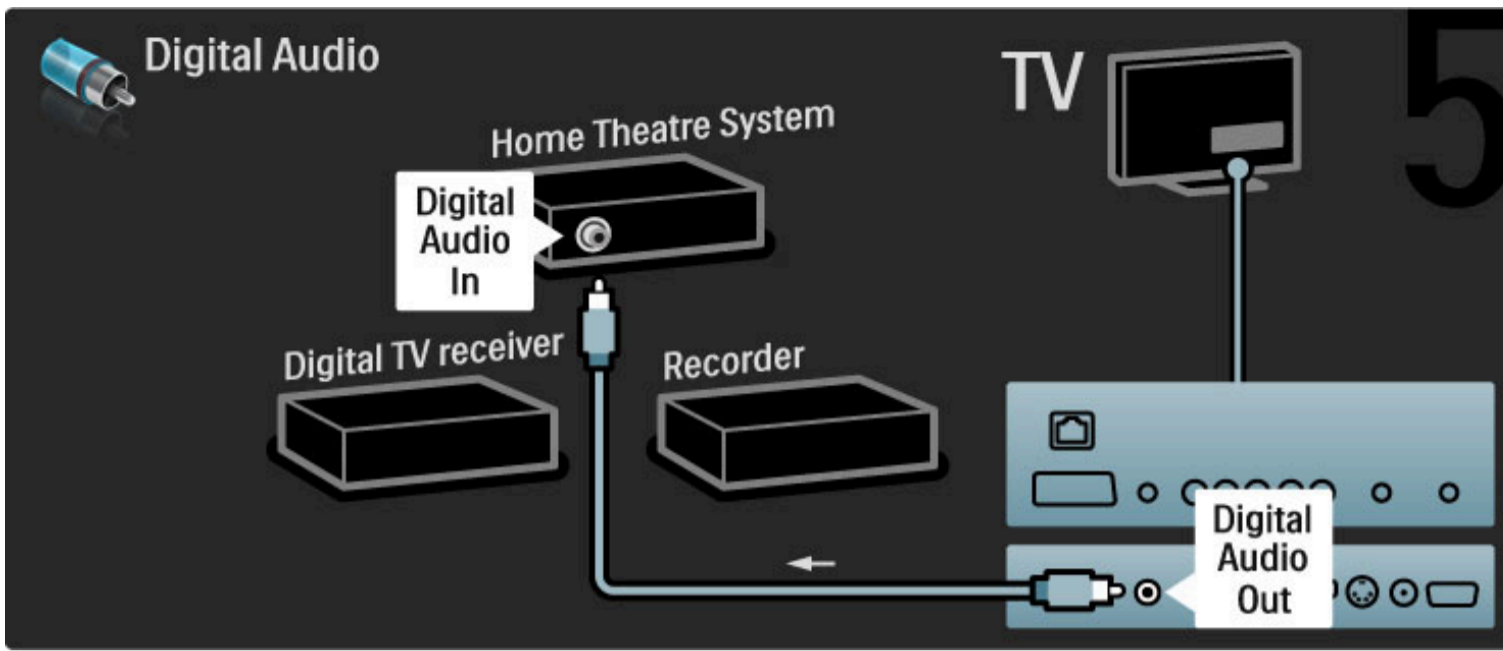 Digital Audio
TV
5
Home Theatre System
Digital
Audio
In
Digital TV receiver
Recorder
Digital
Audio
Out